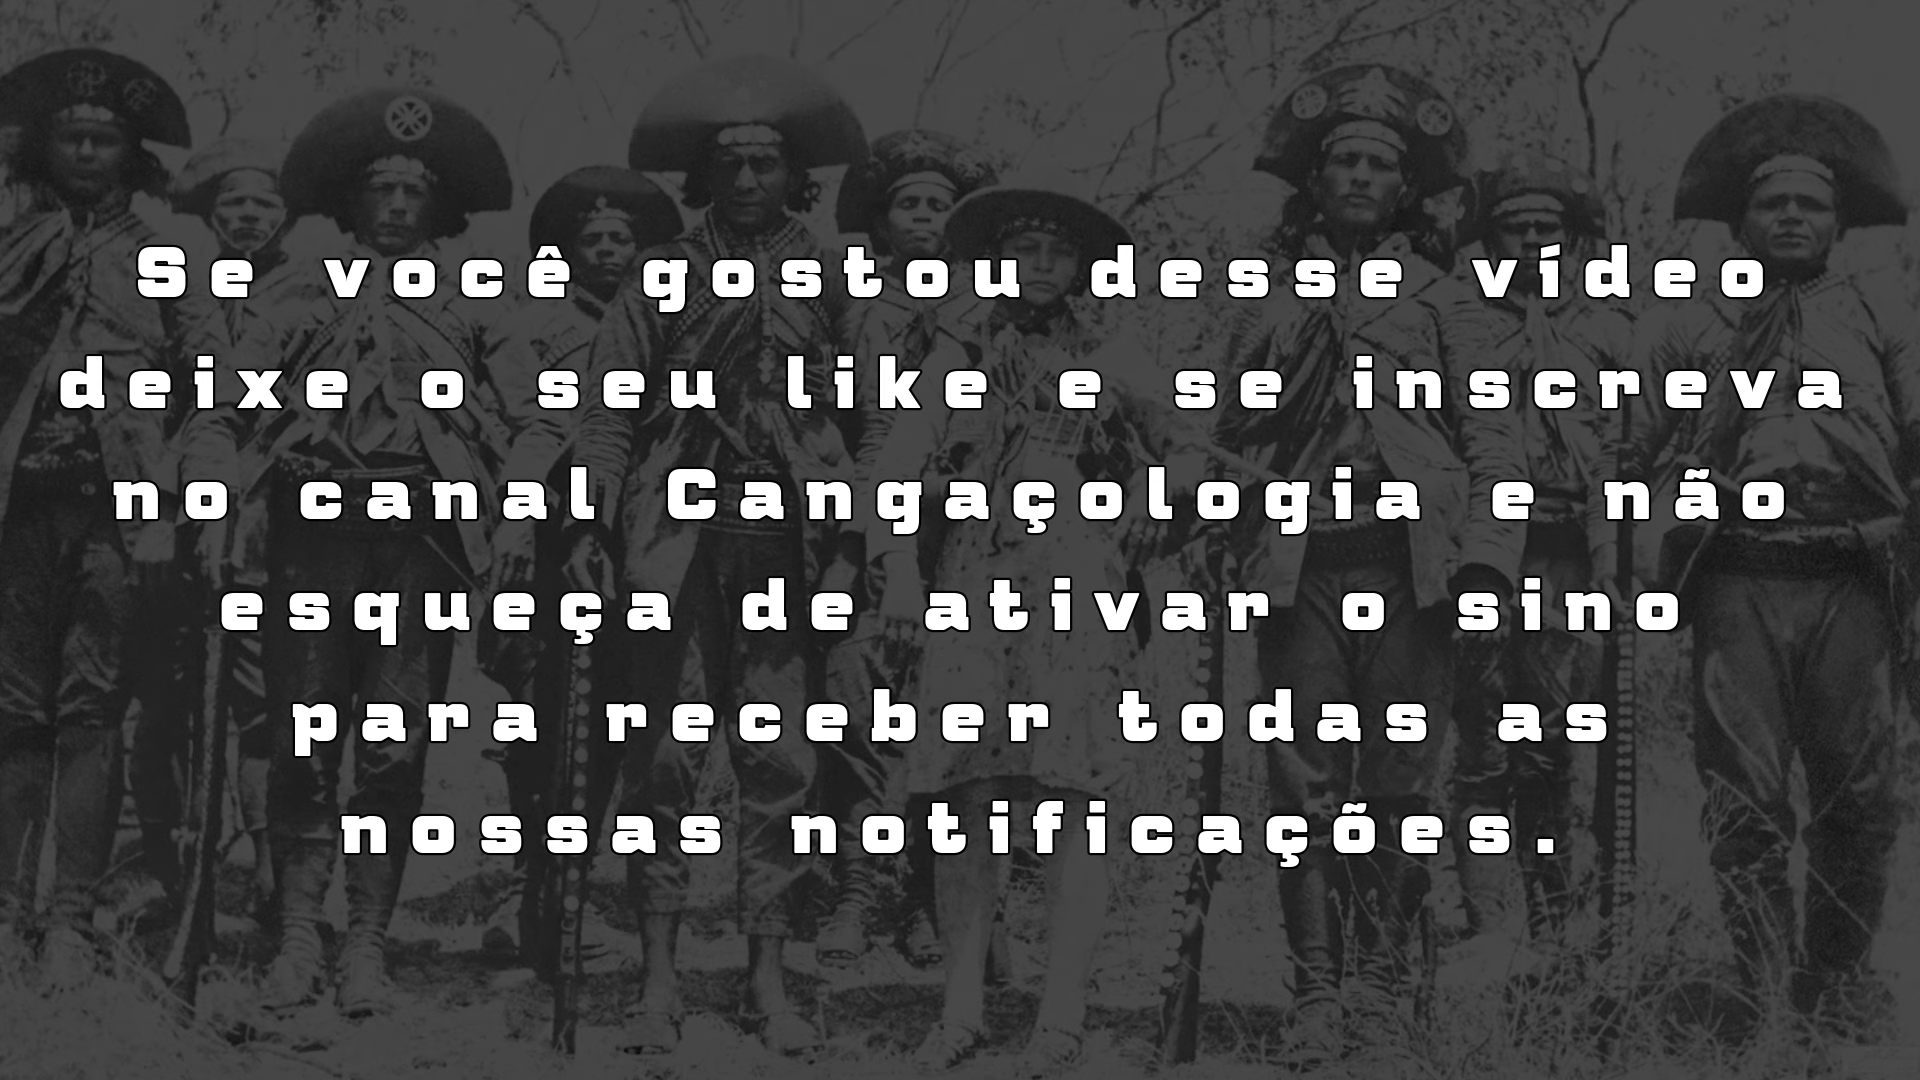 Se você gostou desse vídeo
deixe o seu like e se inscreva
no canal Cangaçologia e não
esqueça de ativar o sino
para receber todas as
nossas notificações.